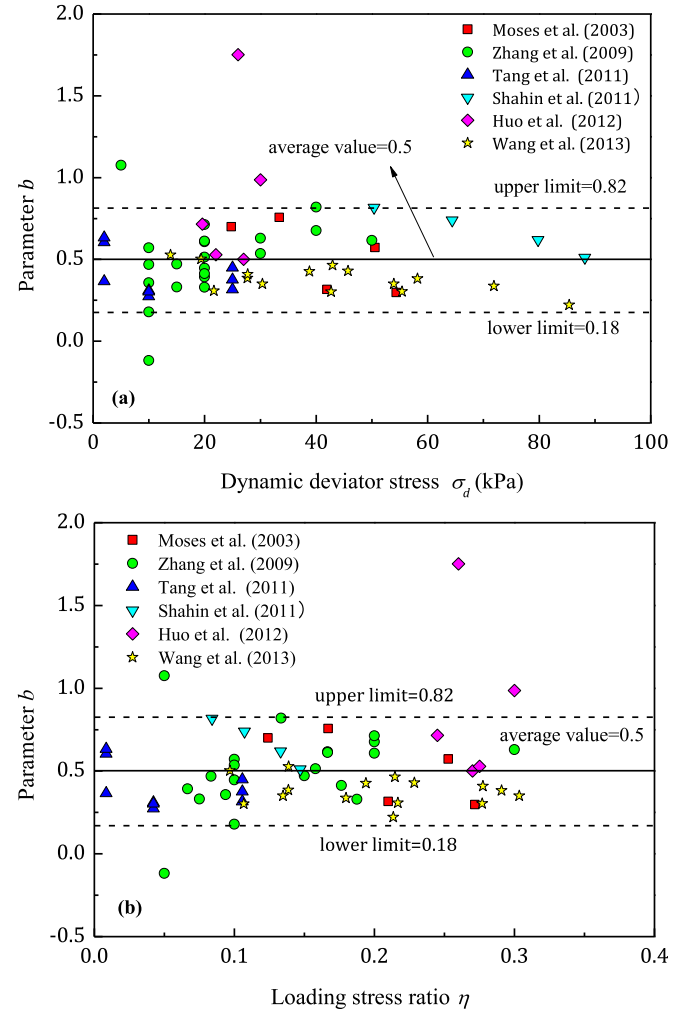 2.0
1.5
1.0
0.5
0.0
-0.5
Parameter b
Moses et al. (2003)
Zhang et al. (2009)
Tang et al. (2011)
Shahin et al. (2011）
Huo et al. (2012)
Wang et al. (2013)
average value=0.5
upper limit=0.82
lower limit=0.18
(a)
0 20 40 60 80 100
Dynamic deviator stress σd (kPa)
2.0
1.5
1.0
0.5
0.0
-0.5
Parameter b
Moses et al. (2003)
Zhang et al. (2009)
Tang et al. (2011)
Shahin et al. (2011）
Huo et al. (2012)
Wang et al. (2013)
upper limit=0.82
average value=0.5
lower limit=0.18
(b)
0.0 0.1 0.2 0.3 0.4
Loading stress ratio η